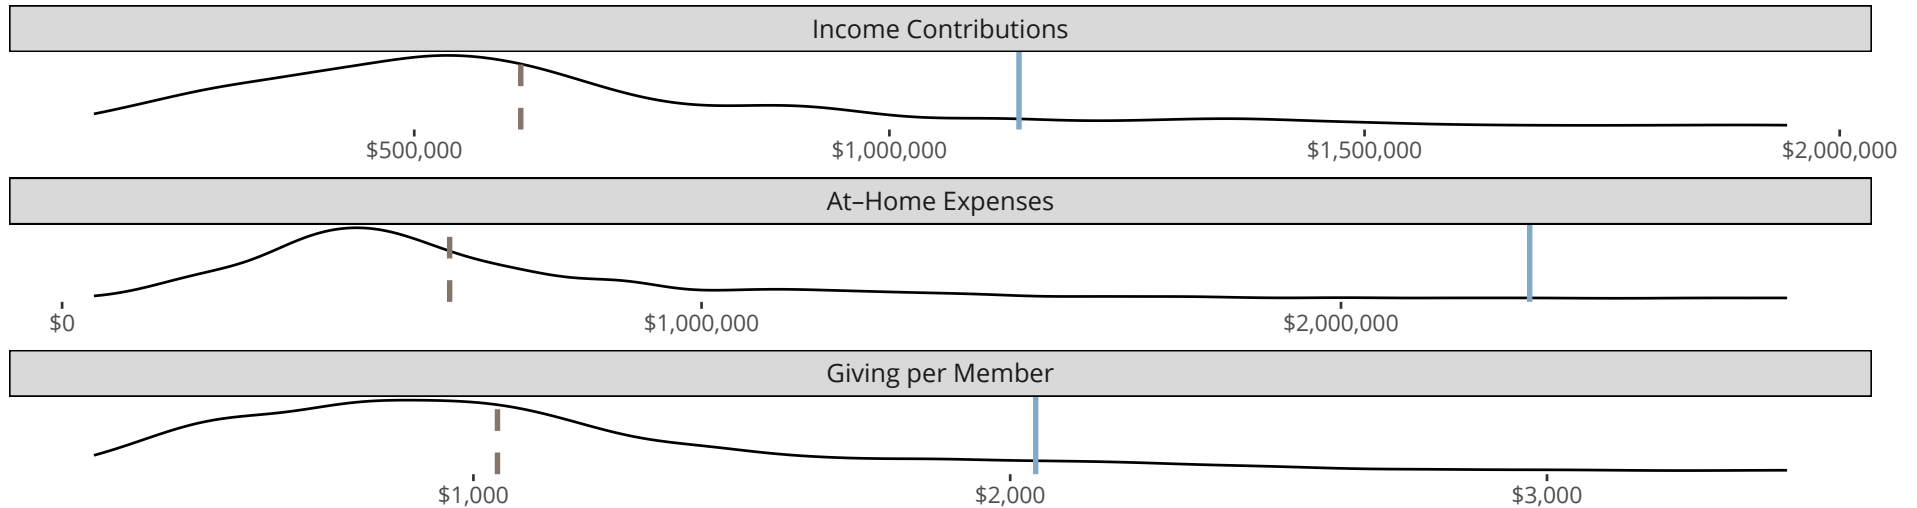 Income Contributions
$500,000 $1,000,000 $1,500,000 $2,000,000
At–Home Expenses
$0 $1,000,000 $2,000,000
Giving per Member
$1,000 $2,000 $3,000